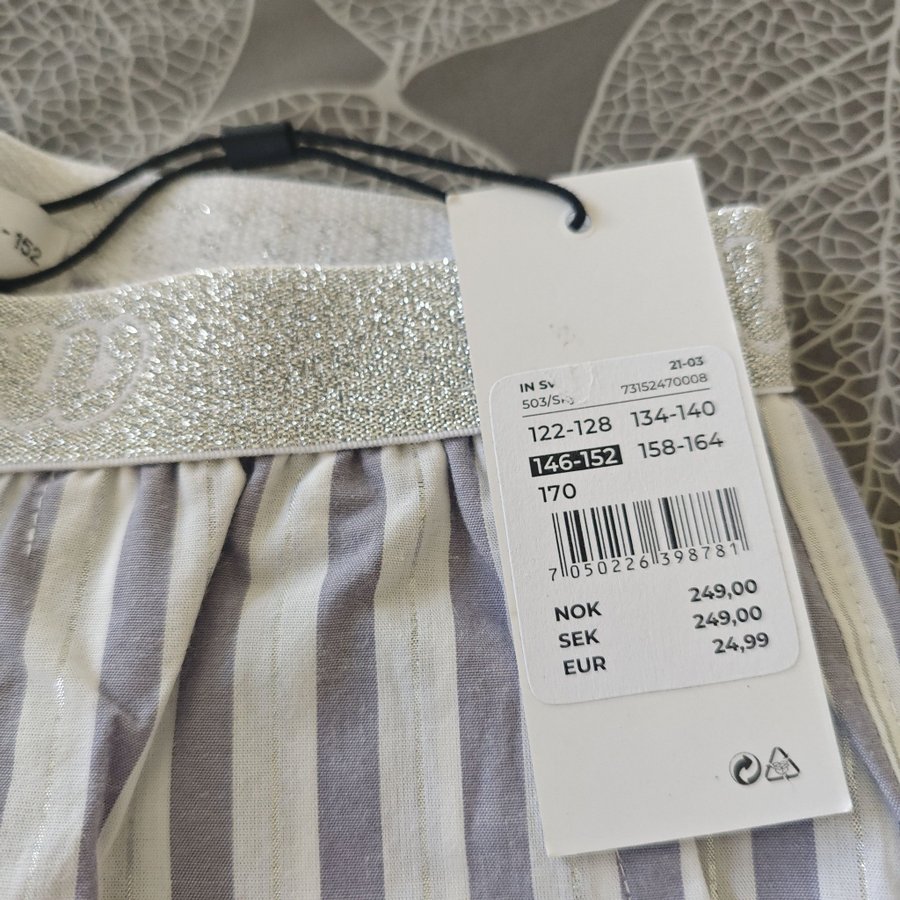 - 152
21-03
IN
503/
73152470008
122-128 134-140
146-152 158-164
170
7 050226 398781
NOK 249,00
SEK 249,00
EUR 24,99